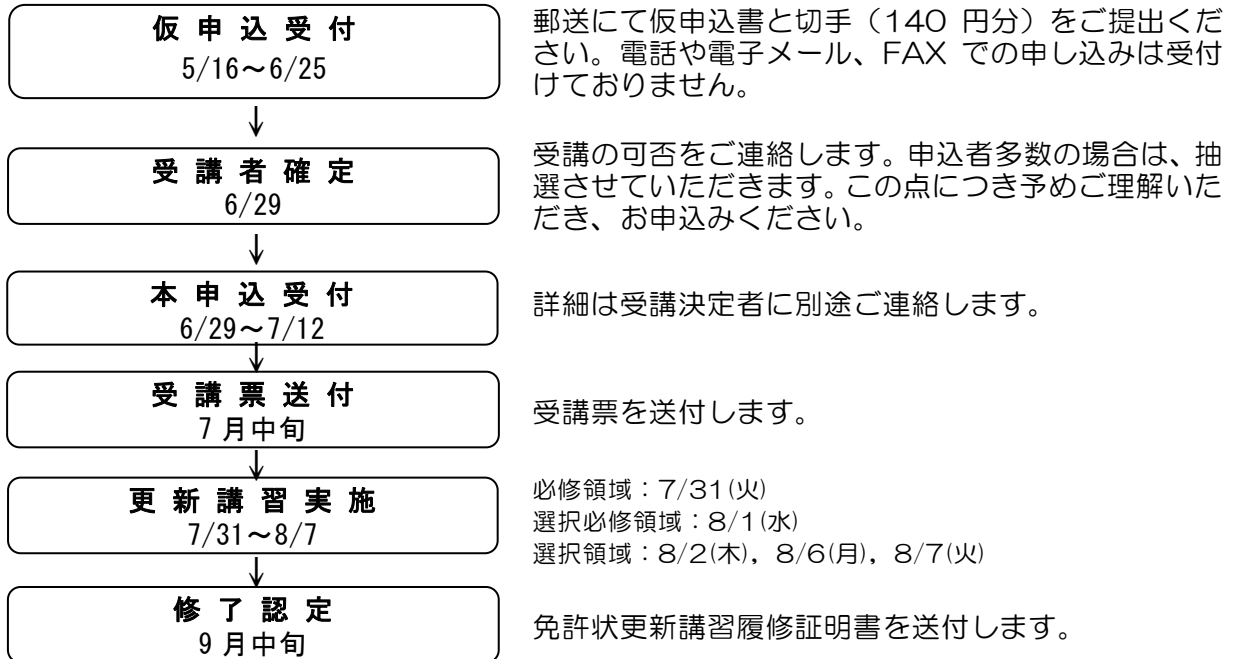 仮申込受付
5/16～6/25
郵送にて仮申込書と切手（140 円分）をご提出くだ
さい。電話や電子メール、FAX での申し込みは受付
けておりません。
↓
受講者確定
6/29
受講の可否をご連絡します。申込者多数の場合は、抽
選させていただきます。この点につき予めご理解いた
だき、お申込みください。
↓
本申込受付
6/29～7/12
詳細は受講決定者に別途ご連絡します。
↓
受講票送付
7 月中旬
受講票を送付します。
↓
更新講習実施
7/31～8/7
必修領域：7/31(火)
選択必修領域：8/1(水)
選択領域：8/2(木)，8/6(月)，8/7(火)
↓
修了認定
9 月中旬
免許状更新講習履修証明書を送付します。